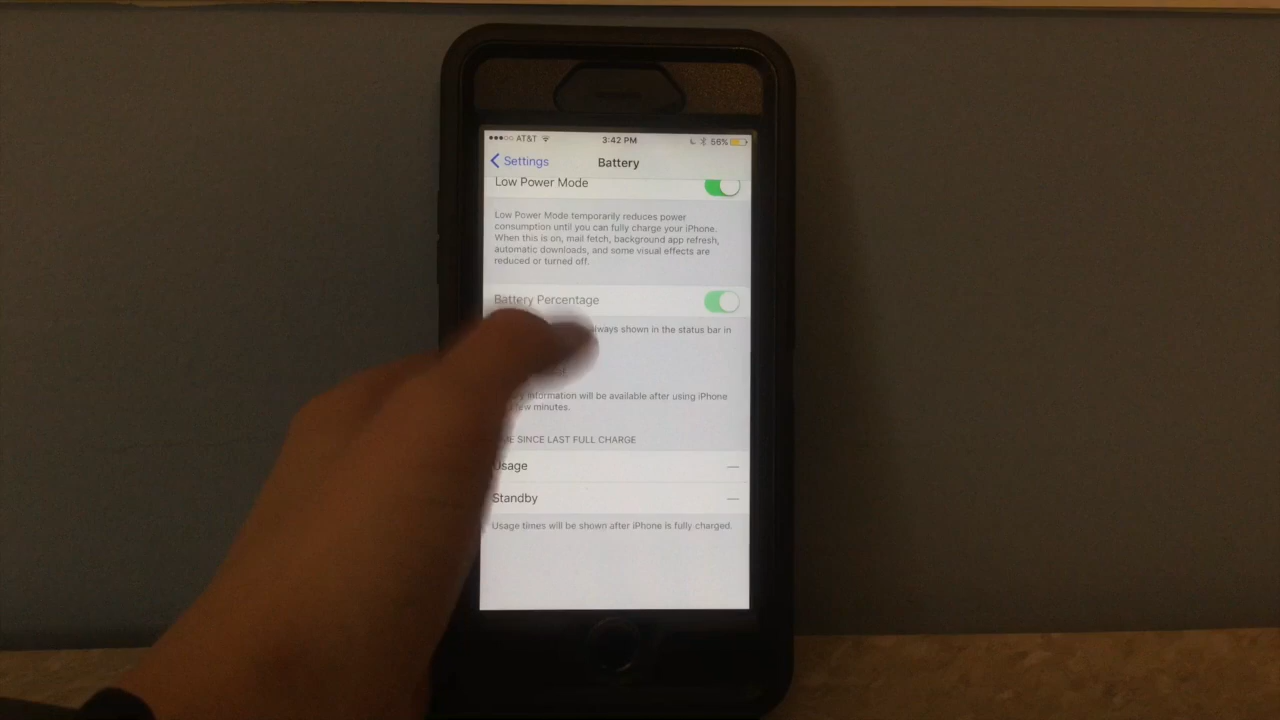 AT&T 3:42 PM 56%
Settings Battery
Low Power Mode
Low Power Mode temporarily reduces power
consumption until you can fully charge your iPhone.
When this is on, mail fetch, background app refresh,
automatic downloads, and some visual effects are
reduced or turned off.
Battery Percentage
always shown in the status bar in
information will be available after using iPhone
few minutes.
SINCE LAST FULL CHARGE
Usage
Standby
Usage times will be shown after iPhone is fully charged.